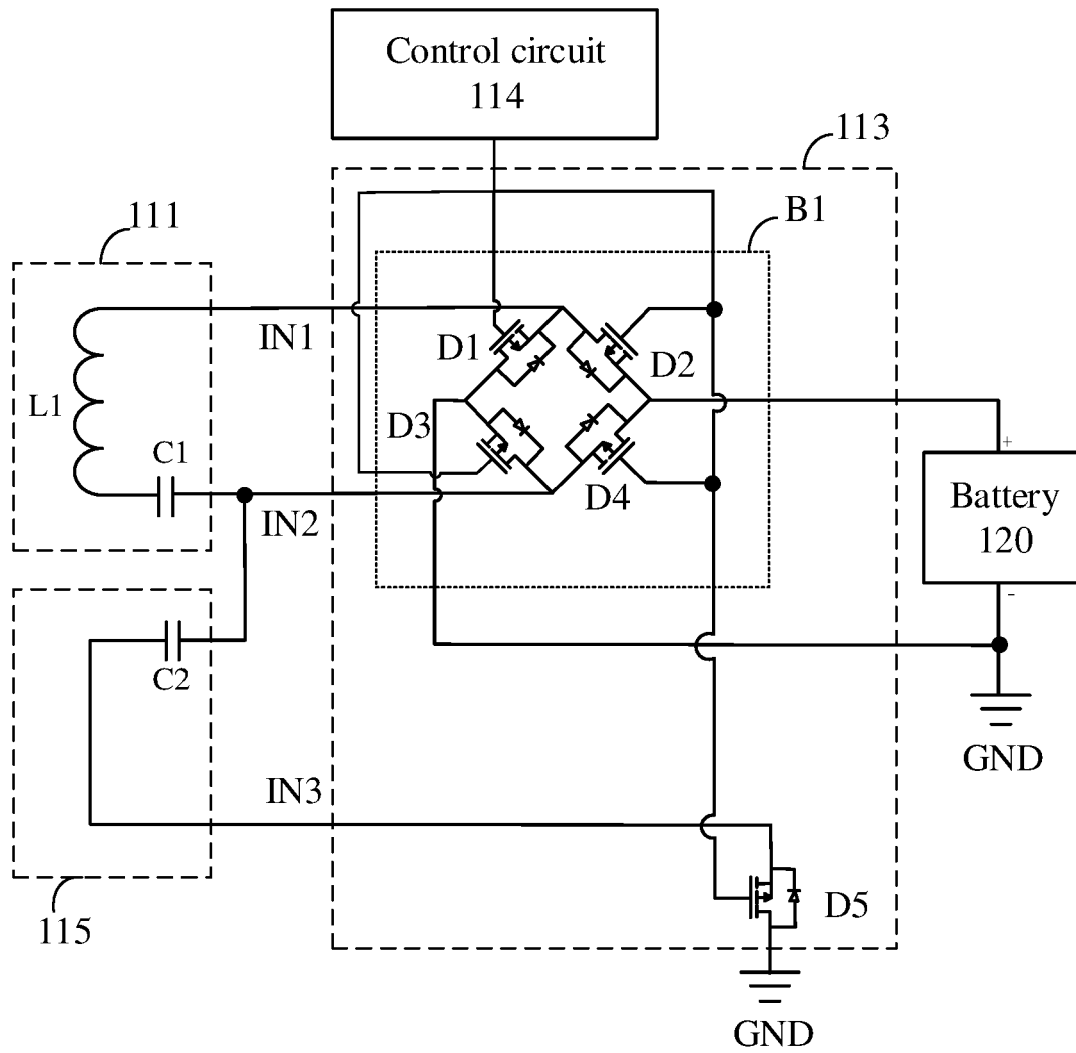 Control circuit
114
113
B1
111
IN1
D1
D2
L1
D3
C1
IN2
D4
+
Battery
120
-
C2
GND
IN3
115
D5
GND